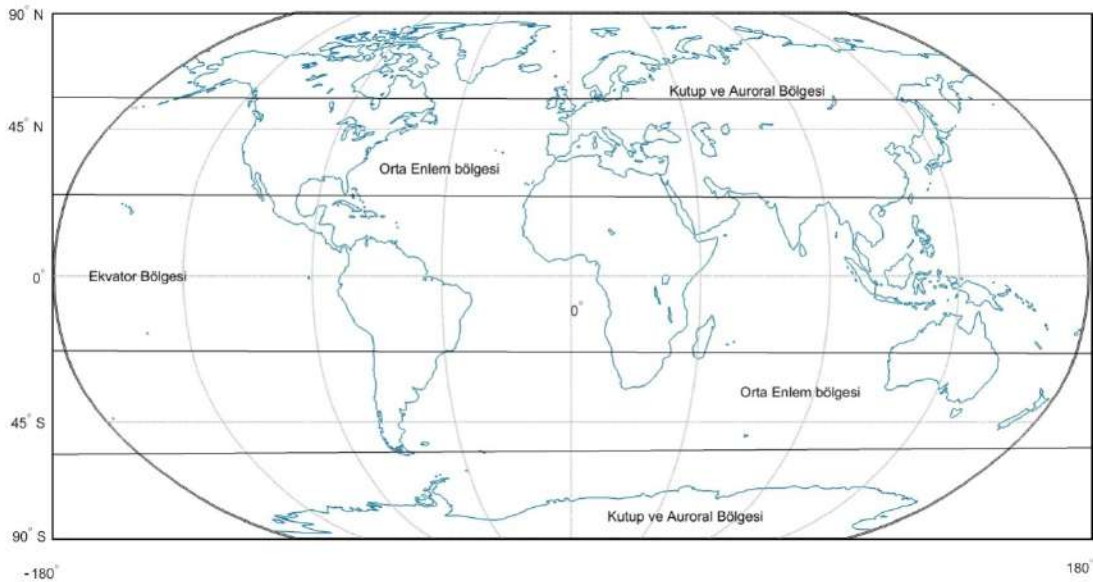 90° N
Kutup ve Auroral Bölgesi
45° N
Orta Enlem bölgesi
0°
Ekvator Bölgesi
0°
Orta Enlem bölgesi
45° S
Kutup ve Auroral Bölgesi
90° S
-180°
180°